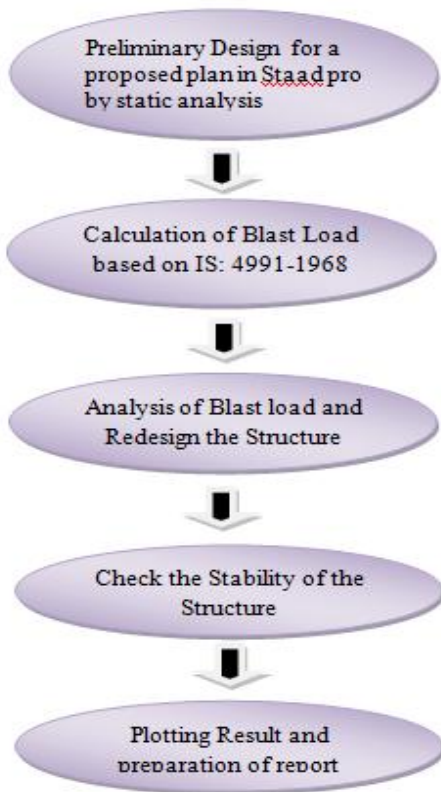 Preliminary Design for a
proposed plan in Staad pro
by static analysis
Calculation of Blast Load
based on IS: 4991-1968
Analysis of Blast load and
Redesign the Structure
Check the Stability of the
Structure
Plotting Result and
preparation of report